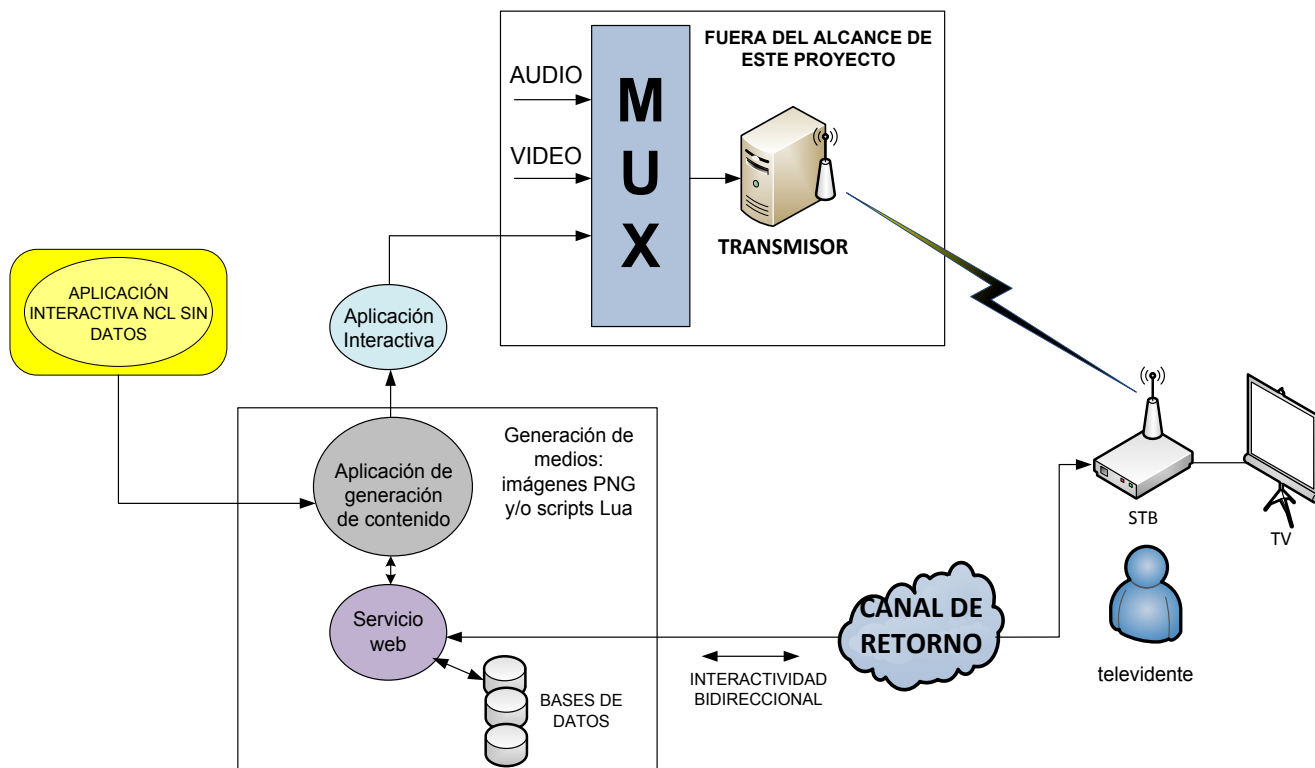 FUERA DEL ALCANCE DE
ESTE PROYECTO
AUDIO
VIDEO
M
U
X
TRANSMISOR
APLICACIÓN
INTERACTIVA NCL SIN
DATOS
Aplicación
Interactiva
Aplicación de
generación
de contenido
Generación de
medios:
imágenes PNG
y/o scripts Lua
STB
TV
Servicio
web
CANAL DE
RETORNO
INTERACTIVIDAD
BIDIRECCIONAL
televidente
BASES DE
DATOS